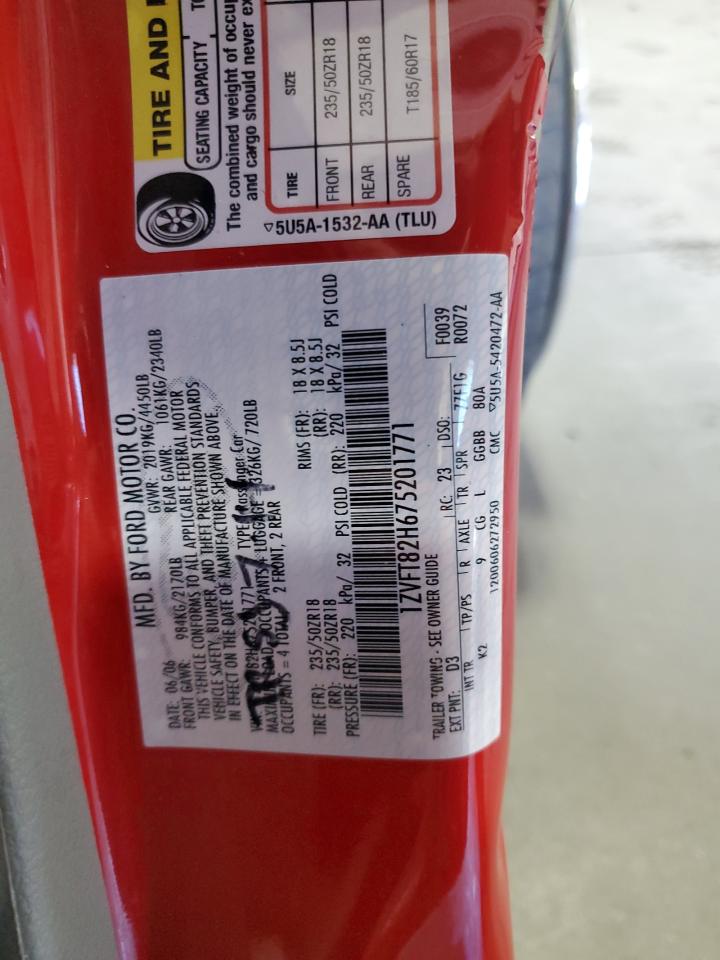 TIRE AND
SEATING CAPACITY
The combined weight of occup
and cargo should never ex
TIRE SIZE
FRONT 235/50ZR18
REAR 235/50ZR18
SPARE T185/60R17
5U5A-1532-AA (TLU)
MFD. BY FORD MOTOR CO.
DATE: 06/06 GVWR: 2019KG/4450LB
FRONT GAWR: 984KG/2170LB REAR GAWR: 1061KG/2340LB
THIS VEHICLE CONFORMS TO ALL APPLICABLE FEDERAL MOTOR
VEHICLE SAFETY, BUMPER, AND THEFT PREVENTION STANDARDS
IN EFFECT ON THE DATE OF MANUFACTURE SHOWN ABOVE.
TYPE: Passenger Car
OCCUPANTS + LUGGAGE = 326KG/ 720LB
OCCUPANTS = 4 TOTAL, 2 FRONT, 2 REAR
TIRE (FR): 235/50ZR18 RIMS (FR): 18 X 8.5J
(RR): 235/50ZR18 (RR): 18 X 8.5J
PRESSURE (FR): 220 kPa/ 32 PSI COLD (RR): 220 kPa/ 32 PSI COLD
1ZVFT82H675201771
TRAILER TOWING - SEE OWNER GUIDE
EXT PNT: D3 RC: 23 DSO: F0039
R0072
INT TR TP/PS R AXLE TR SPR 77E1G
K2 9 CG L GGBB 80A
1200606272950 CMC 5U5A-5420472-AA